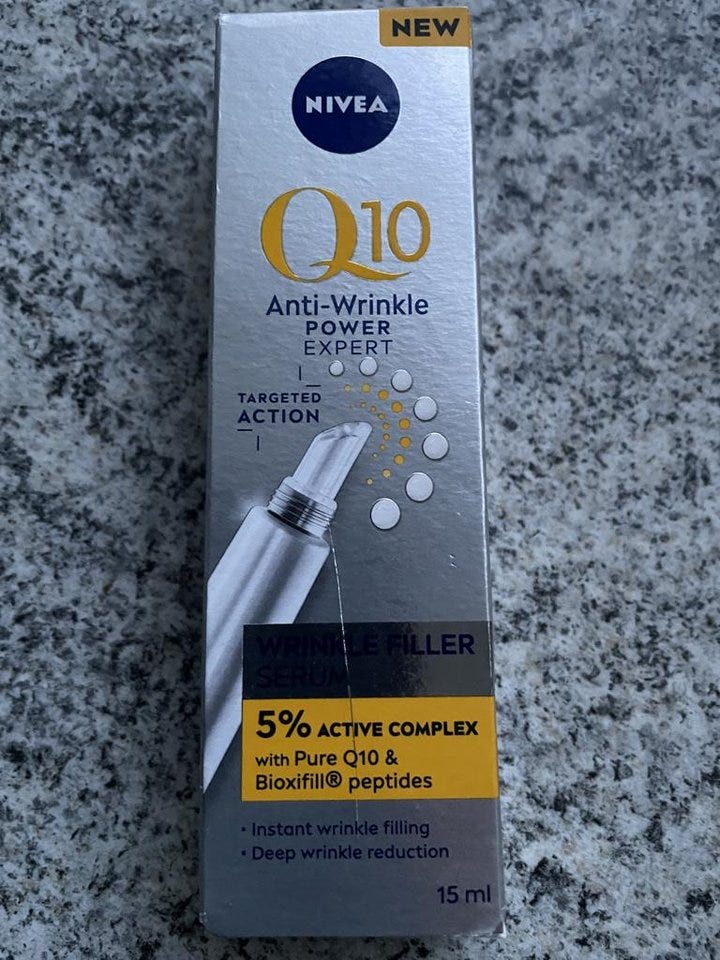 NEW
NIVEA
Q10
Anti-Wrinkle
POWER
EXPERT
TARGETED
ACTION
WRINKLE FILLER
SERUM
5% ACTIVE COMPLEX
with Pure Q10 &
Bioxifill® peptides
• Instant wrinkle filling
• Deep wrinkle reduction
15 ml